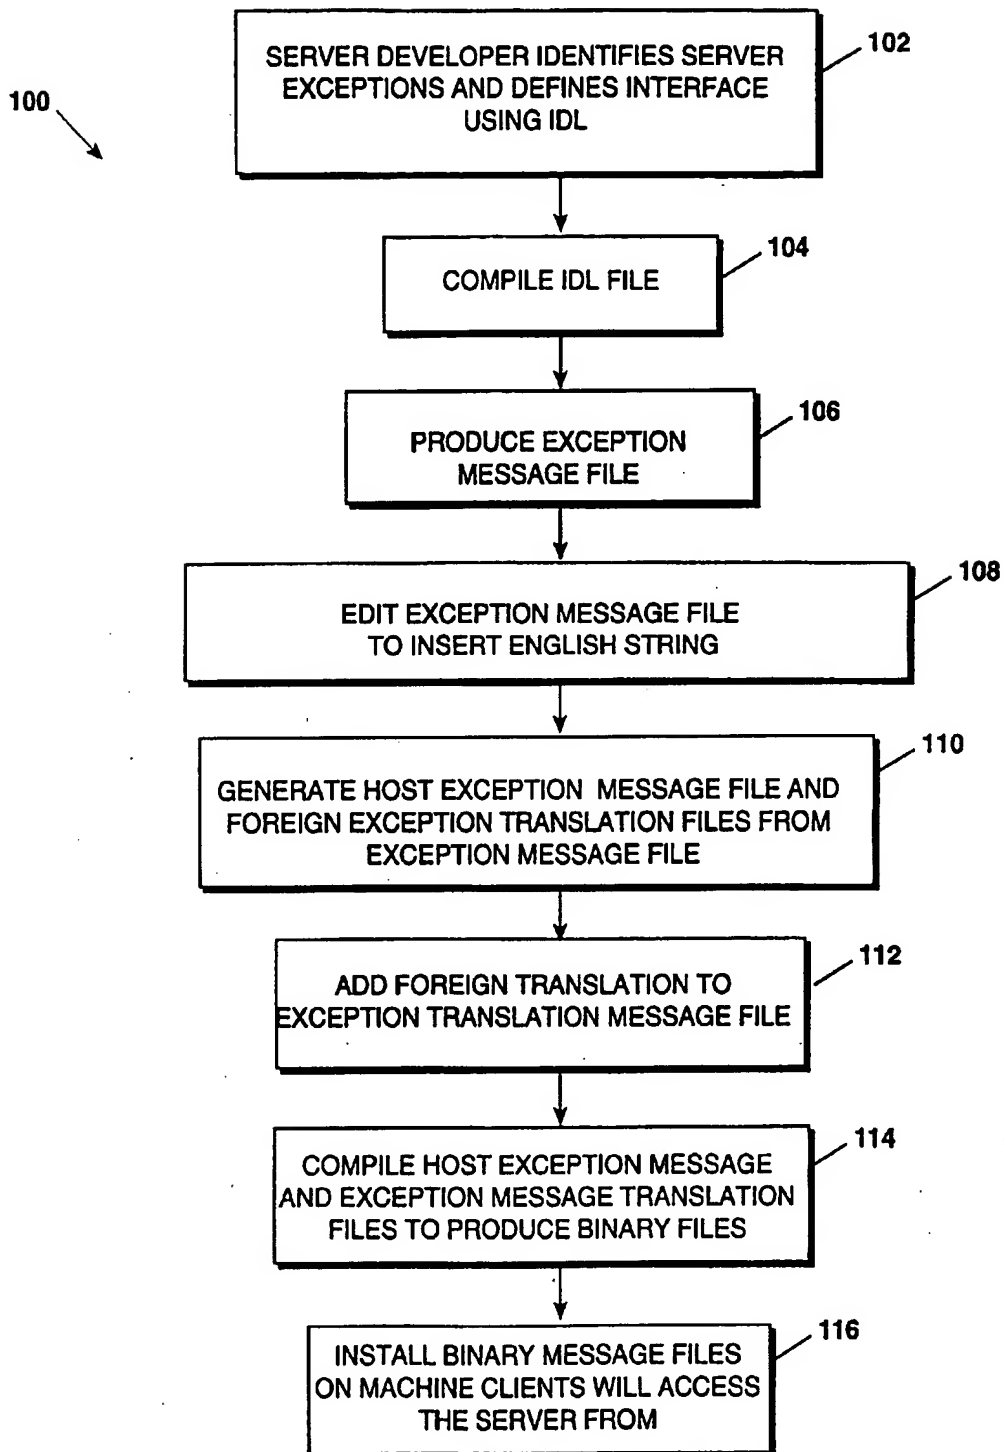 100
SERVER DEVELOPER IDENTIFIES SERVER
EXCEPTIONS AND DEFINES INTERFACE
USING IDL
102
COMPILE IDL FILE
104
PRODUCE EXCEPTION
MESSAGE FILE
106
EDIT EXCEPTION MESSAGE FILE
TO INSERT ENGLISH STRING
108
GENERATE HOST EXCEPTION MESSAGE FILE AND
FOREIGN EXCEPTION TRANSLATION FILES FROM
EXCEPTION MESSAGE FILE
110
ADD FOREIGN TRANSLATION TO
EXCEPTION TRANSLATION MESSAGE FILE
112
COMPILE HOST EXCEPTION MESSAGE
AND EXCEPTION MESSAGE TRANSLATION
FILES TO PRODUCE BINARY FILES
114
INSTALL BINARY MESSAGE FILES
ON MACHINE CLIENTS WILL ACCESS
THE SERVER FROM
116